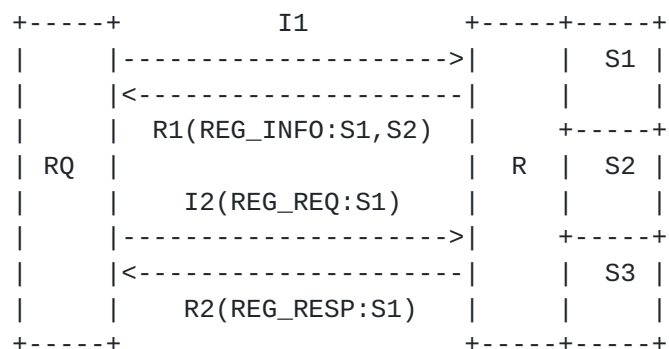 +-----+          I1          +-----+-----+
|     |--------------------->|     |  S1 |
|     |<---------------------|     |     |
|     |  R1(REG_INFO:S1,S2)  |     +-----+
| RQ  |                      |  R  |  S2 |
|     |    I2(REG_REQ:S1)    |     |     |
|     |--------------------->|     +-----+
|     |<---------------------|     |  S3 |
|     |    R2(REG_RESP:S1)   |     |     |
+-----+                      +-----+-----+